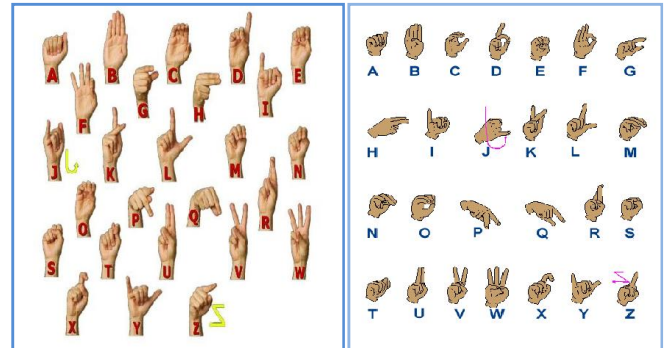 A B C D E
F G H I
J K L M N
O P Q R
S T U V W
X Y Z
A B C D E F G
H I J K L M
N O P Q R S
T U V W X Y Z